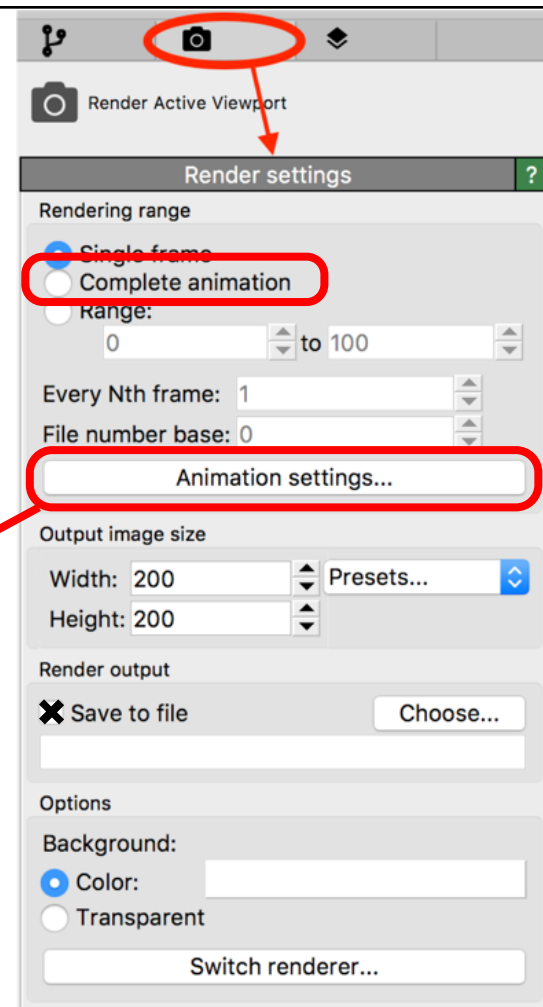 Render Active Viewport
Render settings ?
Rendering range
Single frame
Complete animation
Range:
0 to 100
Every Nth frame: 1
File number base: 0
Animation settings...
Output image size
Width: 200 Presets...
Height: 200
Render output
Save to file Choose...
Options
Background:
Color:
Transparent
Switch renderer...